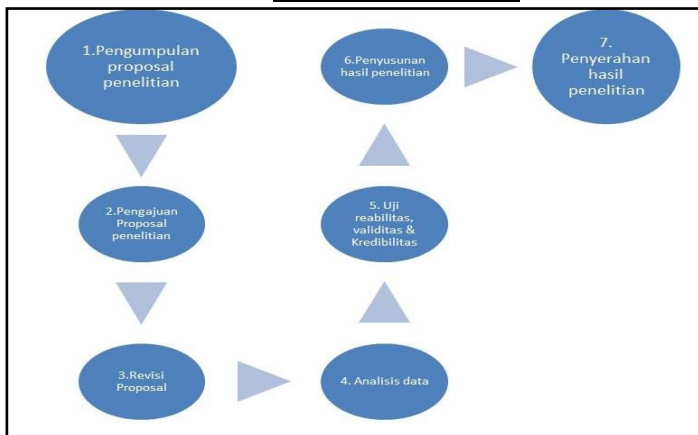 1.Pengumpulan
proposal
penelitian
2.Pengajuan
Proposal
penelitian
3.Revisi
Proposal
4. Analisis data
5. Uji
reabilitas,
validitas &
Kredibilitas
6.Penyusunan
hasil penelitian
7.
Penyerahan
hasil
penelitian